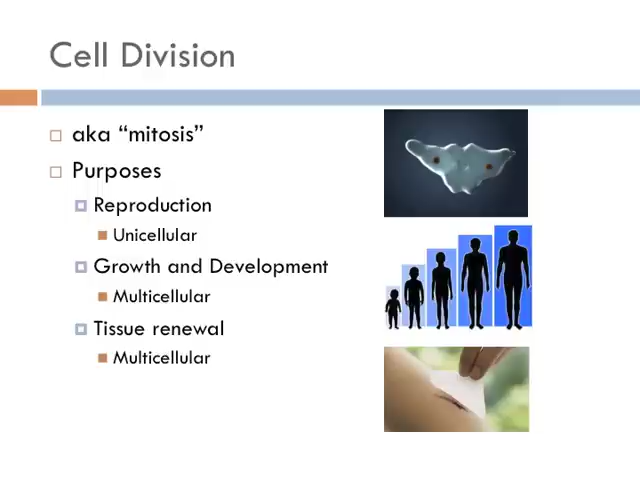 Cell Division
aka “mitosis”
Purposes
Reproduction
Unicellular
Growth and Development
Multicellular
Tissue renewal
Multicellular